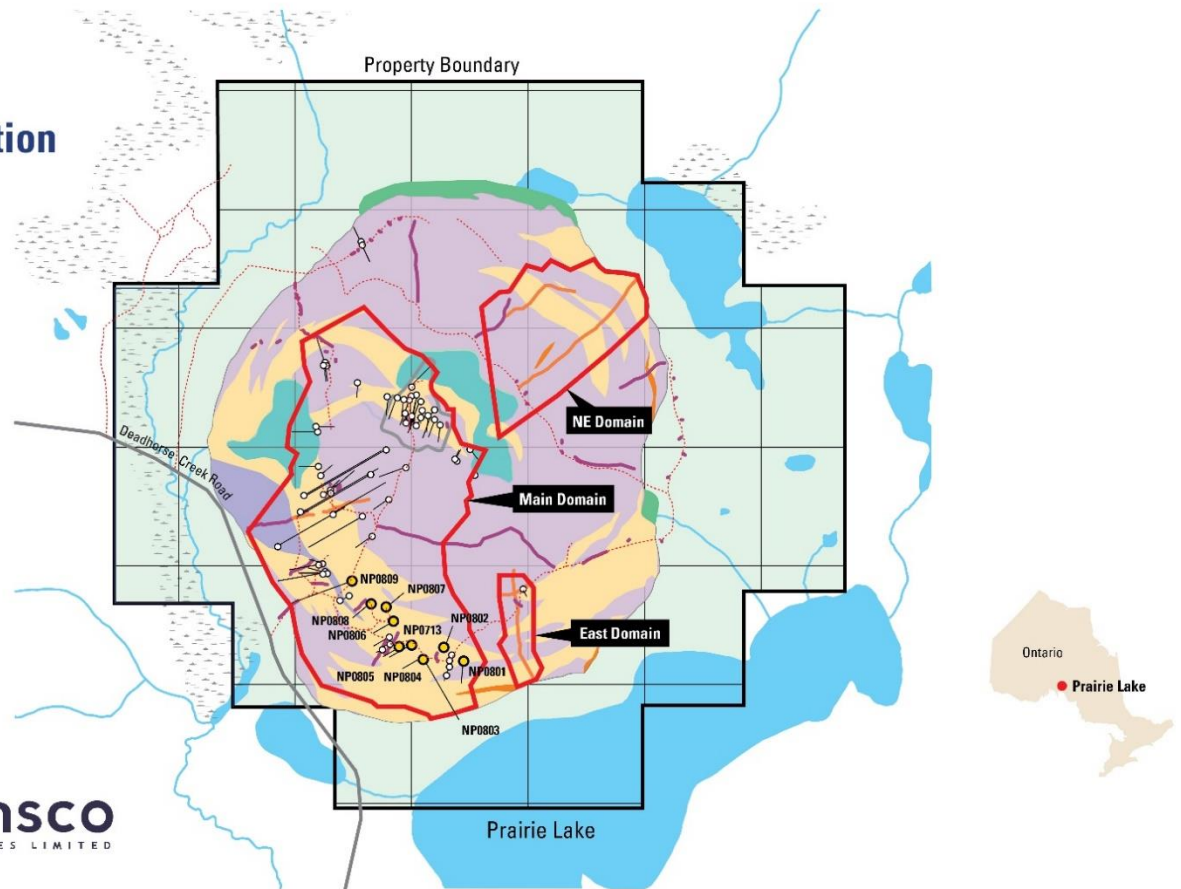 Property Boundary
tion
NE Domain
Deadhorse Creek Road
Main Domain
NP0809
NP0807
NP0808
NP0802
NP0806
NP0713
East Domain
NP0805
NP0804
NP0801
NP0803
Ontario
Prairie Lake
nsco
ES LIMITED
Prairie Lake